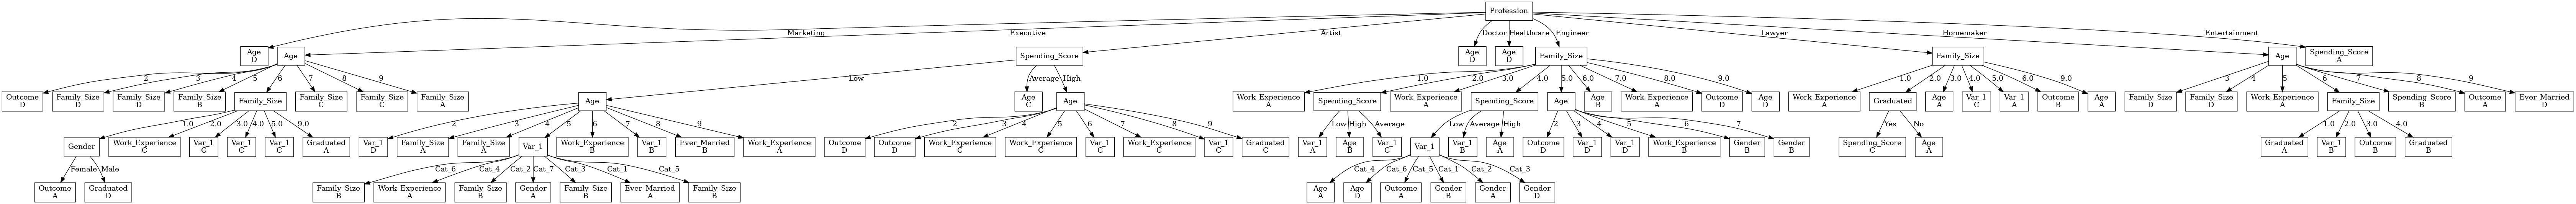 Profession
Marketing
Executive
Artist
Doctor
Healthcare
Engineer
Lawyer
Homemaker
Entertainment
Age
D
Age
Spending_Score
Age
D
Age
D
Family_Size
Family_Size
Age
Spending_Score
A
2
3
4
5
6
7
8
9
Low
Average
High
1.0
2.0
3.0
4.0
5.0
6.0
7.0
8.0
9.0
1.0
2.0
3.0
4.0
5.0
6.0
9.0
3
4
5
6
7
8
9
Outcome
D
Family_Size
D
Family_Size
D
Family_Size
B
Family_Size
Family_Size
C
Family_Size
C
Family_Size
A
Age
Age
C
Age
Work_Experience
A
Spending_Score
Work_Experience
A
Spending_Score
Age
Age
B
Work_Experience
A
Outcome
D
Age
D
Work_Experience
A
Graduated
Age
A
Var_1
C
Var_1
A
Outcome
B
Age
A
Family_Size
D
Family_Size
D
Work_Experience
A
Family_Size
Spending_Score
B
Outcome
A
Ever_Married
D
1.0
2.0
3.0
4.0
5.0
9.0
2
3
4
5
6
7
8
9
2
3
4
5
6
7
8
9
Low
High
Average
Low
Average
High
2
3
4
5
6
7
Yes
No
1.0
2.0
3.0
4.0
Gender
Work_Experience
C
Var_1
C
Var_1
C
Var_1
C
Graduated
A
Var_1
D
Family_Size
A
Family_Size
A
Var_1
Work_Experience
B
Var_1
B
Ever_Married
B
Work_Experience
A
Outcome
D
Outcome
D
Work_Experience
C
Work_Experience
C
Var_1
C
Work_Experience
C
Var_1
C
Graduated
C
Var_1
A
Age
B
Var_1
C
Var_1
Var_1
B
Age
A
Outcome
D
Var_1
D
Var_1
D
Work_Experience
B
Gender
B
Gender
B
Spending_Score
C
Age
A
Graduated
A
Var_1
B
Outcome
B
Graduated
B
Female
Male
Cat_6
Cat_4
Cat_2
Cat_7
Cat_3
Cat_1
Cat_5
Cat_4
Cat_6
Cat_5
Cat_1
Cat_2
Cat_3
Outcome
A
Graduated
D
Family_Size
B
Work_Experience
A
Family_Size
B
Gender
A
Family_Size
B
Ever_Married
A
Family_Size
B
Age
A
Age
D
Outcome
A
Gender
B
Gender
A
Gender
D